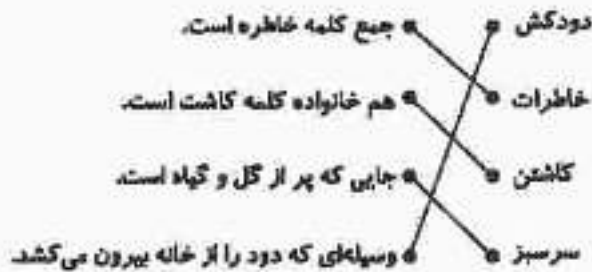 دودکش جمع کلمه خاطره است.
خاطرات هم خانواده کلمه کاشت است.
کاشتن جایی که پر از گل و گیاه است.
سرسبز وسیله‌ای که دود را از خانه بیرون می‌کشد.